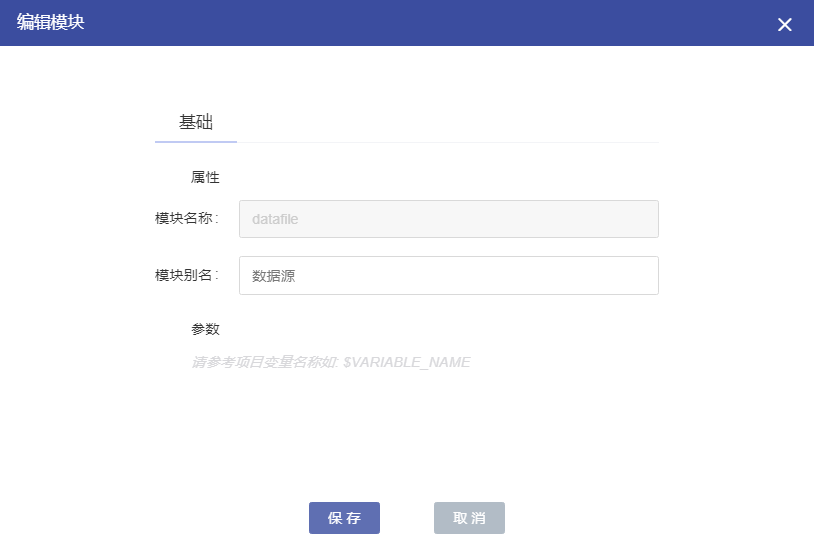 编辑模块
基础
属性
模块名称 : datafile
模块别名 : 数据源
参数
请参考项目变量名称如: $VARIABLE_NAME
保 存 取 消